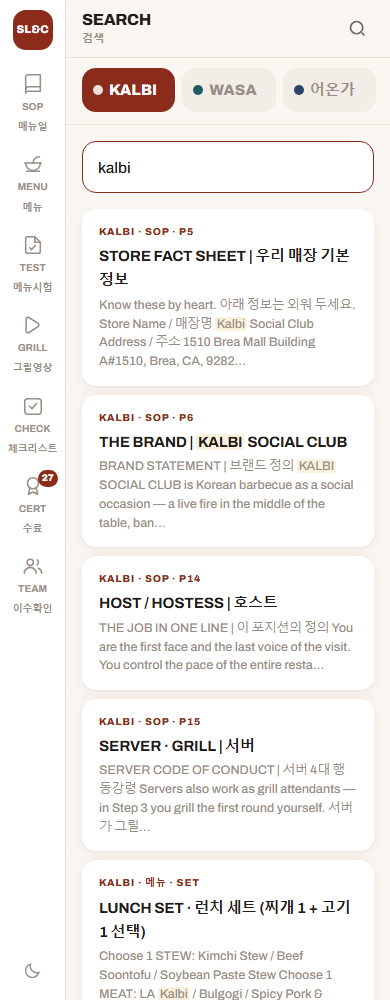 SL&C
SEARCH
검색
SOP
매뉴얼
MENU
메뉴
TEST
메뉴시험
GRILL
그릴영상
CHECK
체크리스트
27
CERT
수료
TEAM
이수확인
KALBI
WASA
어온가
kalbi
KALBI · SOP · P5
STORE FACT SHEET | 우리 매장 기본
정보
Know these by heart. 아래 정보는 외워 두세요.
Store Name / 매장명 Kalbi Social Club
Address / 주소 1510 Brea Mall Building
A#1510, Brea, CA, 9282…
KALBI · SOP · P6
THE BRAND | KALBI SOCIAL CLUB
BRAND STATEMENT | 브랜드 정의 KALBI
SOCIAL CLUB is Korean barbecue as a social
occasion — a live fire in the middle of the
table, ban…
KALBI · SOP · P14
HOST / HOSTESS | 호스트
THE JOB IN ONE LINE | 이 포지션의 정의 You
are the first face and the last voice of the visit.
You control the pace of the entire resta…
KALBI · SOP · P15
SERVER · GRILL | 서버
SERVER CODE OF CONDUCT | 서버 4대 행
동강령 Servers also work as grill attendants —
in Step 3 you grill the first round yourself. 서버
가 그릴…
KALBI · 메뉴 · SET
LUNCH SET · 런치 세트 (찌개 1 + 고기
1 선택)
Choose 1 STEW: Kimchi Stew / Beef
Soontofu / Soybean Paste Stew Choose 1
MEAT: LA Kalbi / Bulgogi / Spicy Pork &